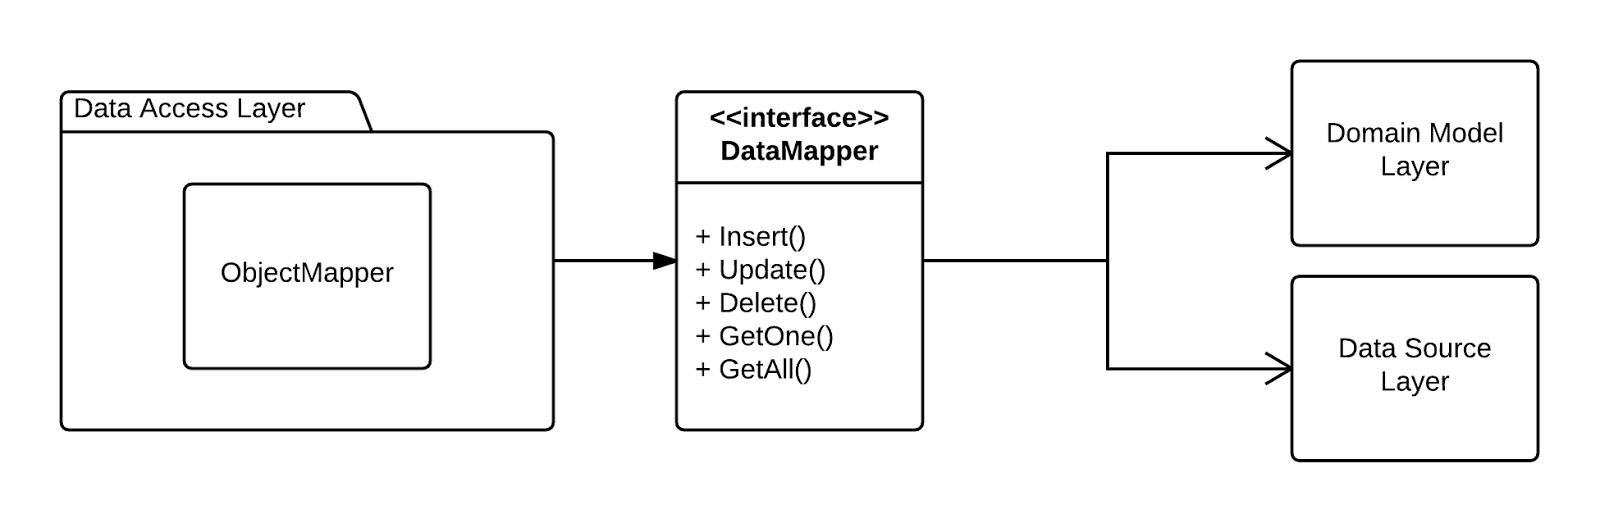 Data Access Layer
ObjectMapper
<<interface>>
DataMapper
+ Insert()
+ Update()
+ Delete()
+ GetOne()
+ GetAll()
Domain Model
Layer
Data Source
Layer